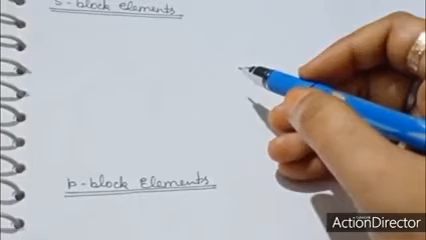 s-block elements
p-block Elements
ActionDirector